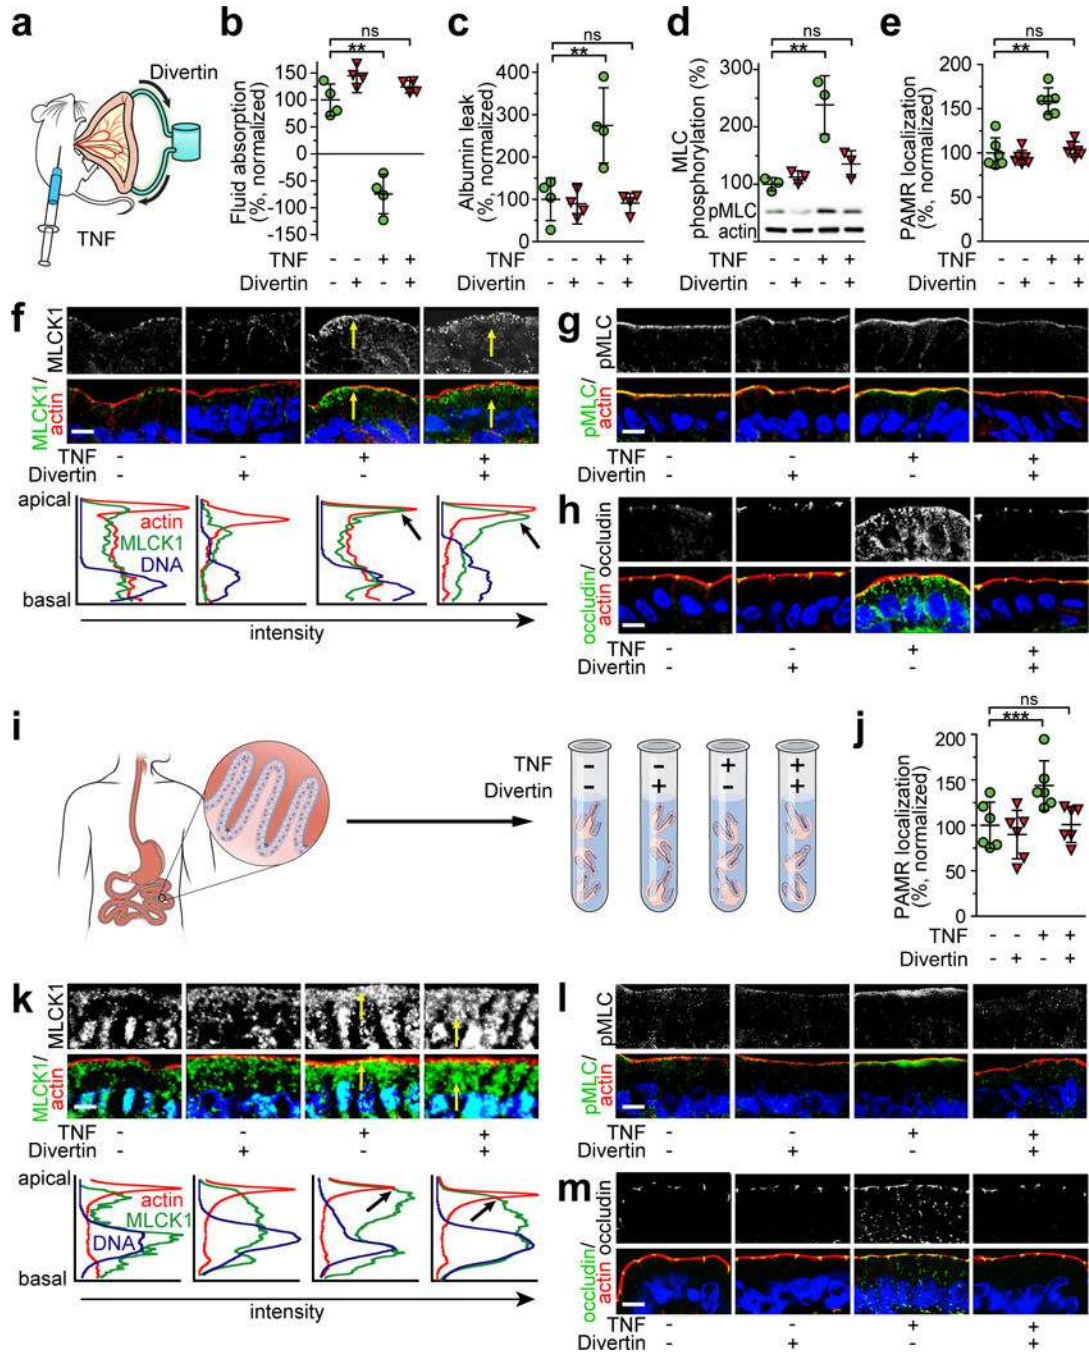 a
Divertin
TNF
b
ns
**
Fluid absorption
(%, normalized)
150
100
50
0
-50
-100
-150
TNF - - + +
Divertin - + - +
c
ns
**
Albumin leak
(%, normalized)
400
300
200
100
0
TNF - - + +
Divertin - + - +
d
ns
**
MLC
phosphorylation (%)
300
200
100
pMLC
actin
TNF - - + +
Divertin - + - +
e
ns
**
PAMR localization
(%, normalized)
200
150
100
50
0
TNF - - + +
Divertin - + - +
f
MLCK1
MLCK1/
actin
TNF - - + +
Divertin - + - +
apical
actin
MLCK1
DNA
basal
intensity
g
pMLC
pMLC/
actin
TNF - - + +
Divertin - + - +
h
occludin
occludin/
actin
TNF - - + +
Divertin - + - +
i
TNF - - + +
Divertin - + - +
j
ns
***
PAMR localization
(%, normalized)
200
150
100
50
0
TNF - - + +
Divertin - + - +
k
MLCK1
MLCK1/
actin
TNF - - + +
Divertin - + - +
apical
actin
MLCK1
DNA
basal
intensity
l
pMLC
pMLC/
actin
TNF - - + +
Divertin - + - +
m
occludin
occludin/
actin
TNF - - + +
Divertin - + - +